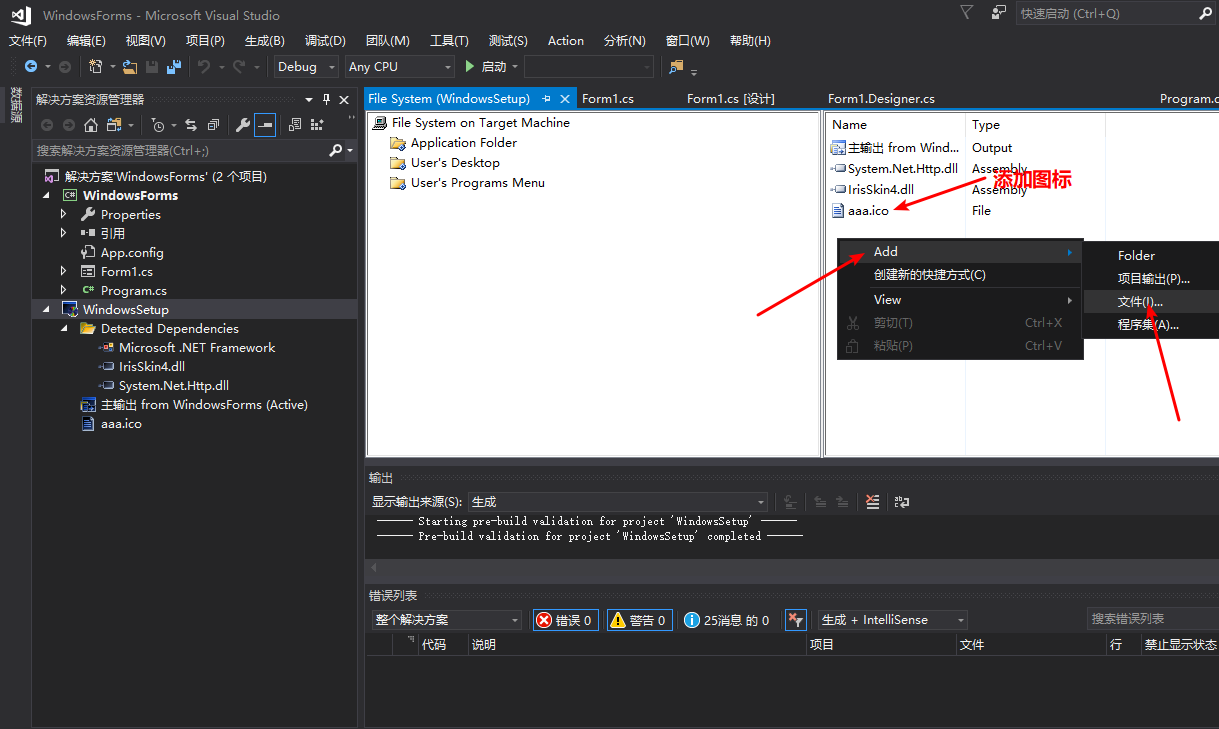 WindowsForms - Microsoft Visual Studio
快速启动 (Ctrl+Q)
文件(F) 编辑(E) 视图(V) 项目(P) 生成(B) 调试(D) 团队(M) 工具(T) 测试(S) Action 分析(N) 窗口(W) 帮助(H)
Debug Any CPU 启动
数据源
解决方案资源管理器
搜索解决方案资源管理器(Ctrl+;)
解决方案'WindowsForms' (2 个项目)
C# WindowsForms
Properties
引用
App.config
Form1.cs
C# Program.cs
WindowsSetup
Detected Dependencies
Microsoft .NET Framework
IrisSkin4.dll
System.Net.Http.dll
主输出 from WindowsForms (Active)
aaa.ico
File System (WindowsSetup) Form1.cs Form1.cs [设计] Form1.Designer.cs Program.c
File System on Target Machine
Application Folder
User's Desktop
User's Programs Menu
Name Type
主输出 from Wind... Output
System.Net.Http.dll Assembly
IrisSkin4.dll Assembly
aaa.ico File
添加图标
Add
创建新的快捷方式(C)
View
剪切(T) Ctrl+X
粘贴(P) Ctrl+V
Folder
项目输出(P)...
文件(I)...
程序集(A)...
输出
显示输出来源(S): 生成
------ Starting pre-build validation for project 'WindowsSetup' ------
------ Pre-build validation for project 'WindowsSetup' completed ------
错误列表
整个解决方案 错误 0 警告 0 25消息 的 0 生成 + IntelliSense 搜索错误列表
代码 说明 项目 文件 行 禁止显示状态